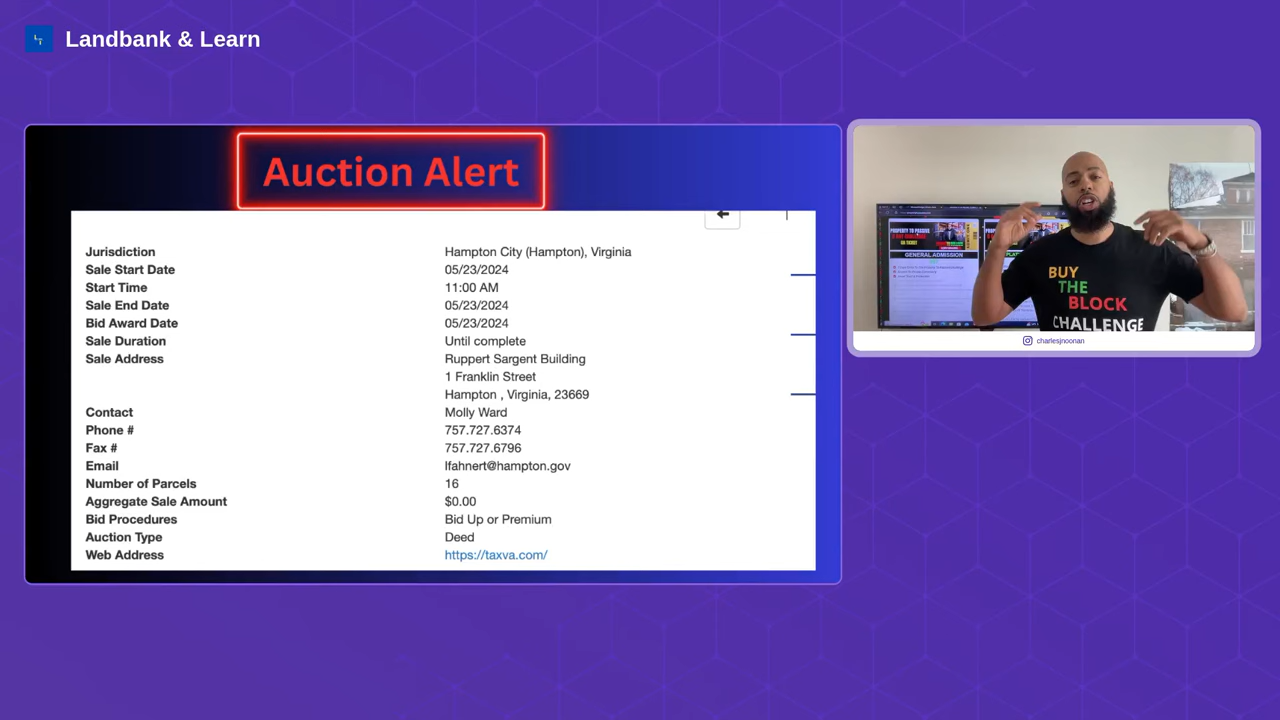 Landbank & Learn
Auction Alert
Jurisdiction Hampton City (Hampton), Virginia
Sale Start Date 05/23/2024
Start Time 11:00 AM
Sale End Date 05/23/2024
Bid Award Date 05/23/2024
Sale Duration Until complete
Sale Address Ruppert Sargent Building
1 Franklin Street
Hampton , Virginia, 23669
Contact Molly Ward
Phone # 757.727.6374
Fax # 757.727.6796
Email lfahnert@hampton.gov
Number of Parcels 16
Aggregate Sale Amount $0.00
Bid Procedures Bid Up or Premium
Auction Type Deed
Web Address https://taxva.com/
PROPERTY TO PASSIVE
GENERAL ADMISSION
BUY
THE
BLOCK
CHALLENGE
charlesjnoonan